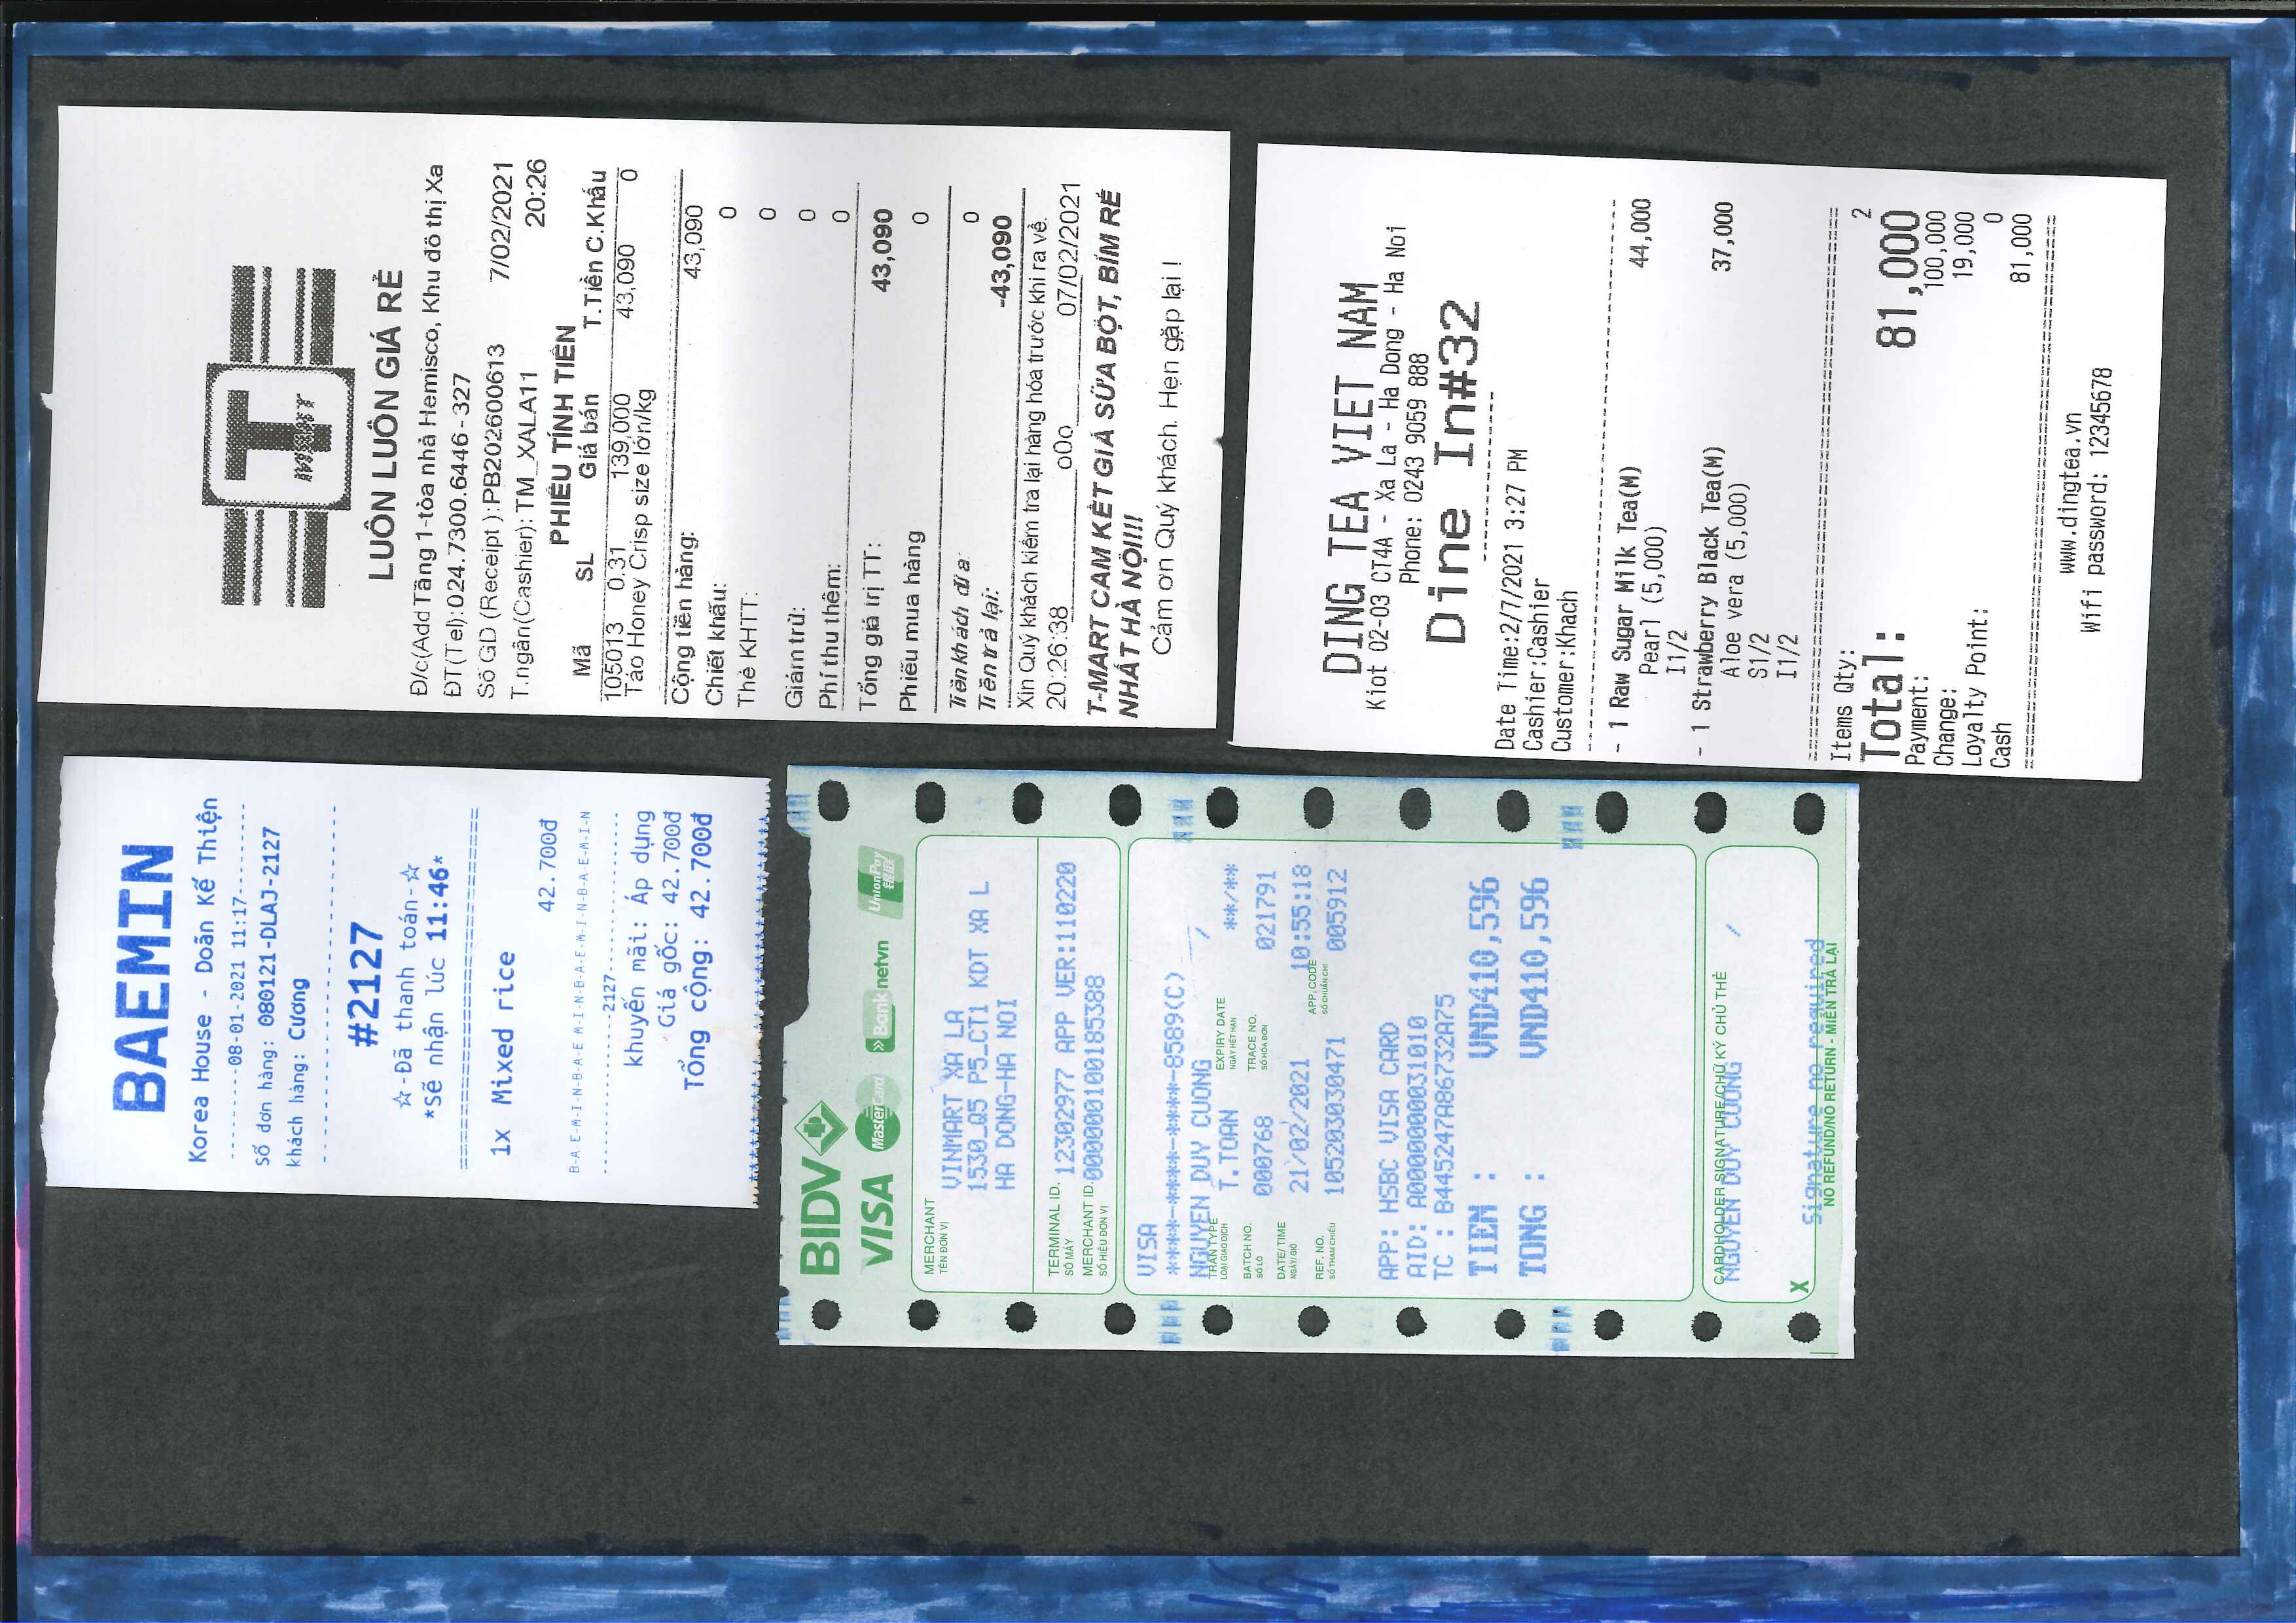 BAEMIN
Korea House - Doãn Kế Thiện
------08-01-2021 11:17------
Số đơn hàng: 080121-DLAJ-2127
khách hàng: Cương
#2127
☆-Đã thanh toán-☆
*Sẽ nhận lúc 11:46*
1x Mixed rice
42.700đ
B-A-E-M-I-N-B-A-E-M-I-N-B-A-E-M-I-N-B-A-E-M-I-N
------------2127------------
khuyến mãi: Áp dụng
Giá gốc: 42.700đ
Tổng cộng: 42.700đ
T
MART
LUÔN LUÔN GIÁ RẺ
Đ/c(Add Tầng 1-tòa nhà Hemisco, Khu đô thị Xa
ĐT(Tel):024.7300.6446 - 327
Số GD (Receipt ):PB202600613 7/02/2021
T.ngân(Cashier): TM_XALA11 20:26
PHIẾU TÍNH TIỀN
Mã SL Giá bán T.Tiền C.Khấu
105013 0.31 139,000 43,090 0
Táo Honey Crisp size lớn/kg
Cộng tiền hàng: 43,090
Chiết khấu: 0
Thẻ KHTT: 0
Giảm trừ: 0
Phí thu thêm: 0
Tổng giá trị TT: 43,090
Phiếu mua hàng 0
Tiền khách đưa: 0
Tiền trả lại: -43,090
Xin Quý khách kiểm tra lại hàng hóa trước khi ra về.
20:26:38 oOo 07/02/2021
T-MART CAM KẾT GIÁ SỮA BỘT, BỈM RẺ
NHẤT HÀ NỘI!!!
Cảm ơn Quý khách. Hẹn gặp lại !
BIDV
VISA MasterCard Banknetvn UnionPay 银联
MERCHANT
TÊN ĐƠN VỊ
VINMART XA LA
1530_A5 P5_CT1 KDT XA L
HA DONG-HA NOI
TERMINAL ID. 12302977 APP VER:110220
SỐ MÁY
MERCHANT ID. 000000100185388
SỐ HIỆU ĐƠN VỊ
VISA
****-****-****-8589(C)
NGUYEN DUY CUONG
TRAN TYPE T.TOAN EXPIRY DATE **/**
LOẠI GIAO DỊCH NGÀY HẾT HẠN
BATCH NO. 000768 TRACE NO. 021791
SỐ LÔ SỐ HÓA ĐƠN
DATE/TIME 21/02/2021 10:55:18
NGÀY/GIỜ
REF. NO. 105203030471 APP. CODE 005912
SỐ THAM CHIẾU SỐ CHUẨN CHI
APP: HSBC VISA CARD
AID: A0000000031010
TC : B445247A86732A75
TIEN : VND410,596
TONG : VND410,596
CARDHOLDER SIGNATURE/CHỮ KÝ CHỦ THẺ
NGUYEN DUY CUONG
X
Signature no required
NO REFUND/NO RETURN - MIỄN TRẢ LẠI
DING TEA VIET NAM
Kiot 02-03 CT4A - Xa La - Ha Dong - Ha Noi
Phone: 0243 9059 888
Dine In#32
Date Time:2/7/2021 3:27 PM
Cashier:Cashier
Customer:Khach
- 1 Raw Sugar Milk Tea(M) 44,000
Pearl (5,000)
I1/2
- 1 Strawberry Black Tea(M) 37,000
Aloe vera (5,000)
S1/2
I1/2
Items Qty: 2
Total: 81,000
Payment: 100,000
Change: 19,000
Loyalty Point: 0
Cash 81,000
www.dingtea.vn
Wifi password: 12345678